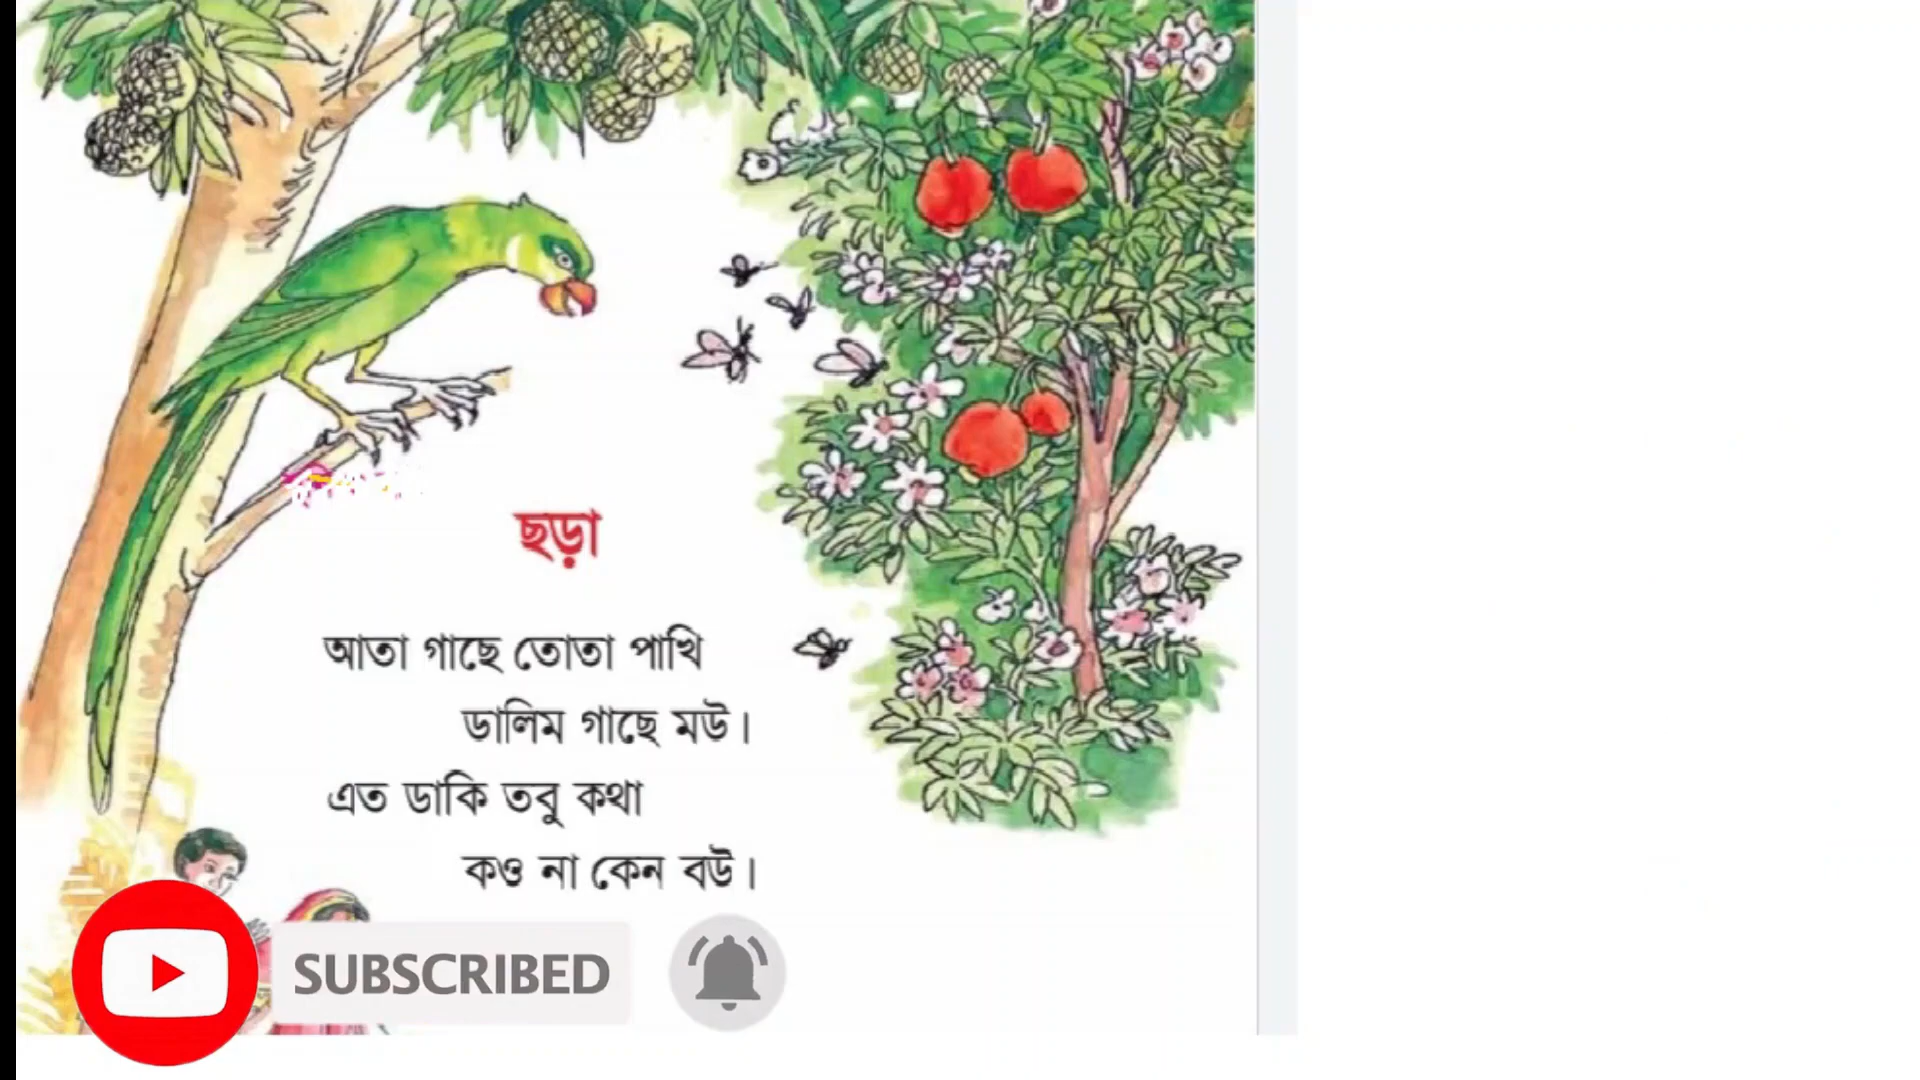 ছড়া
আতা গাছে তোতা পাখি
ডালিম গাছে মউ।
এত ডাকি তবু কথা
কও না কেন বউ।
SUBSCRIBED